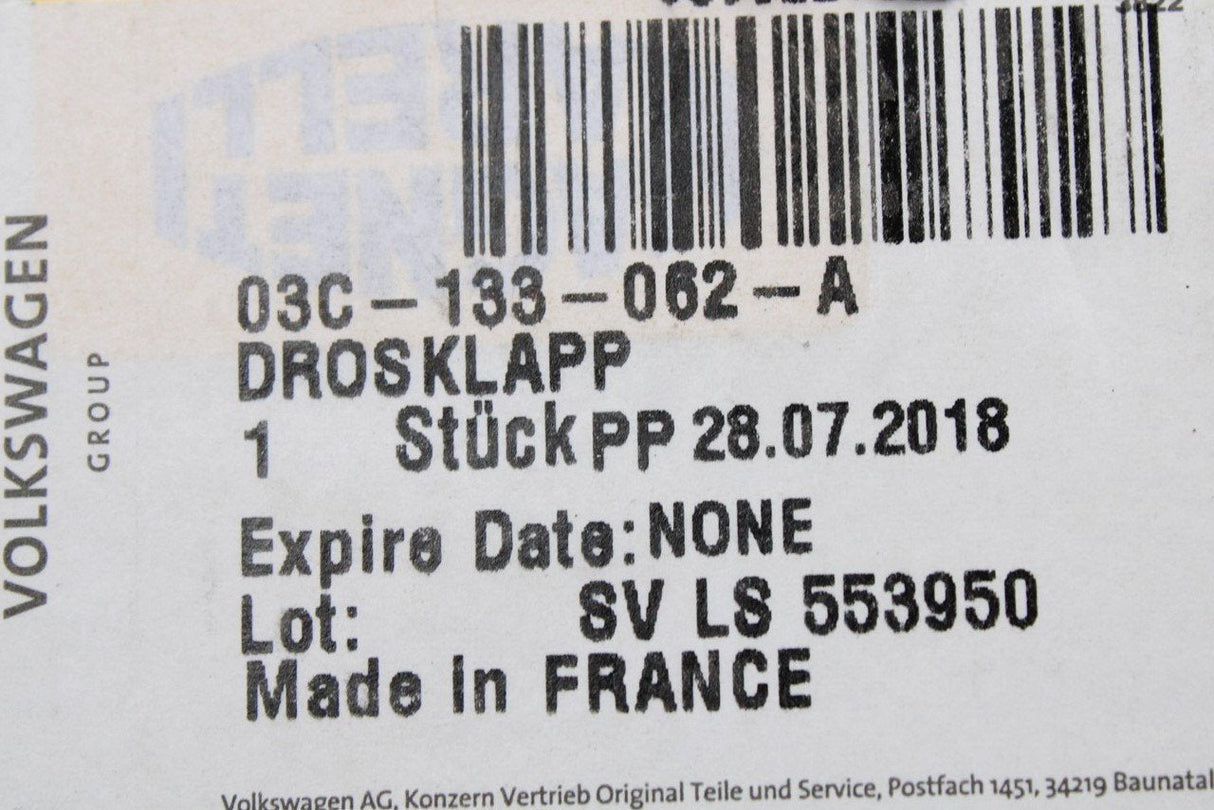 03C-133-062-A
DROSKLAPP
1 Stück PP 28.07.2018
Expire Date: NONE
Lot: SV LS 553950
Made in FRANCE
VOLKSWAGEN
GROUP
Volkswagen AG, Konzern Vertrieb Original Teile und Service, Postfach 1451, 34219 Baunatal